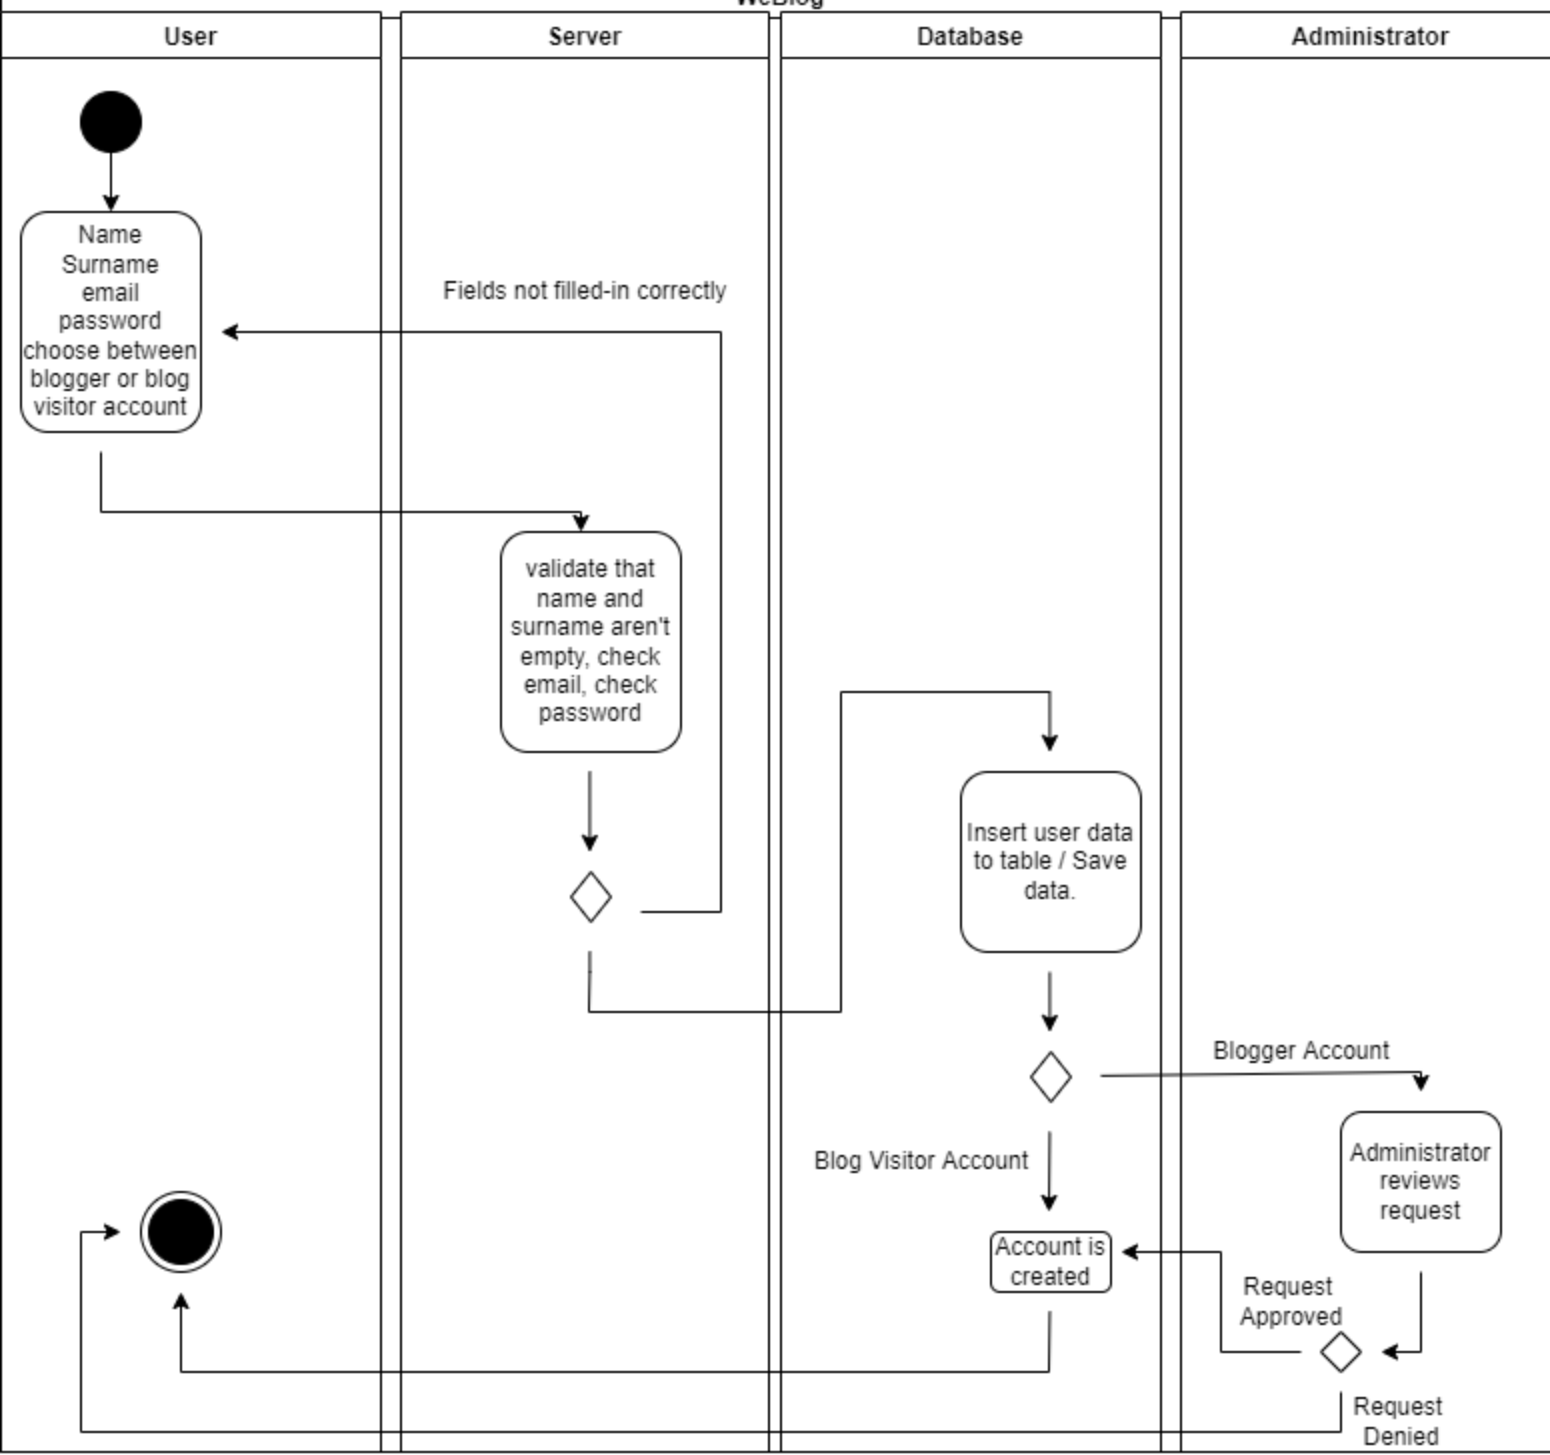 WeBlog
User
Server
Database
Administrator
Name
Surname
email
password
choose between
blogger or blog
visitor account
Fields not filled-in correctly
validate that
name and
surname aren't
empty, check
email, check
password
Insert user data
to table / Save
data.
Blogger Account
Blog Visitor Account
Administrator
reviews
request
Account is
created
Request
Approved
Request
Denied